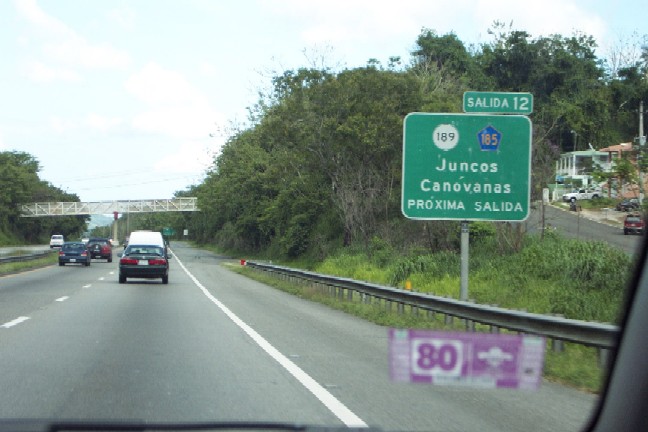 SALIDA 12
189 185
Juncos
Canóvanas
PRÓXIMA SALIDA
80